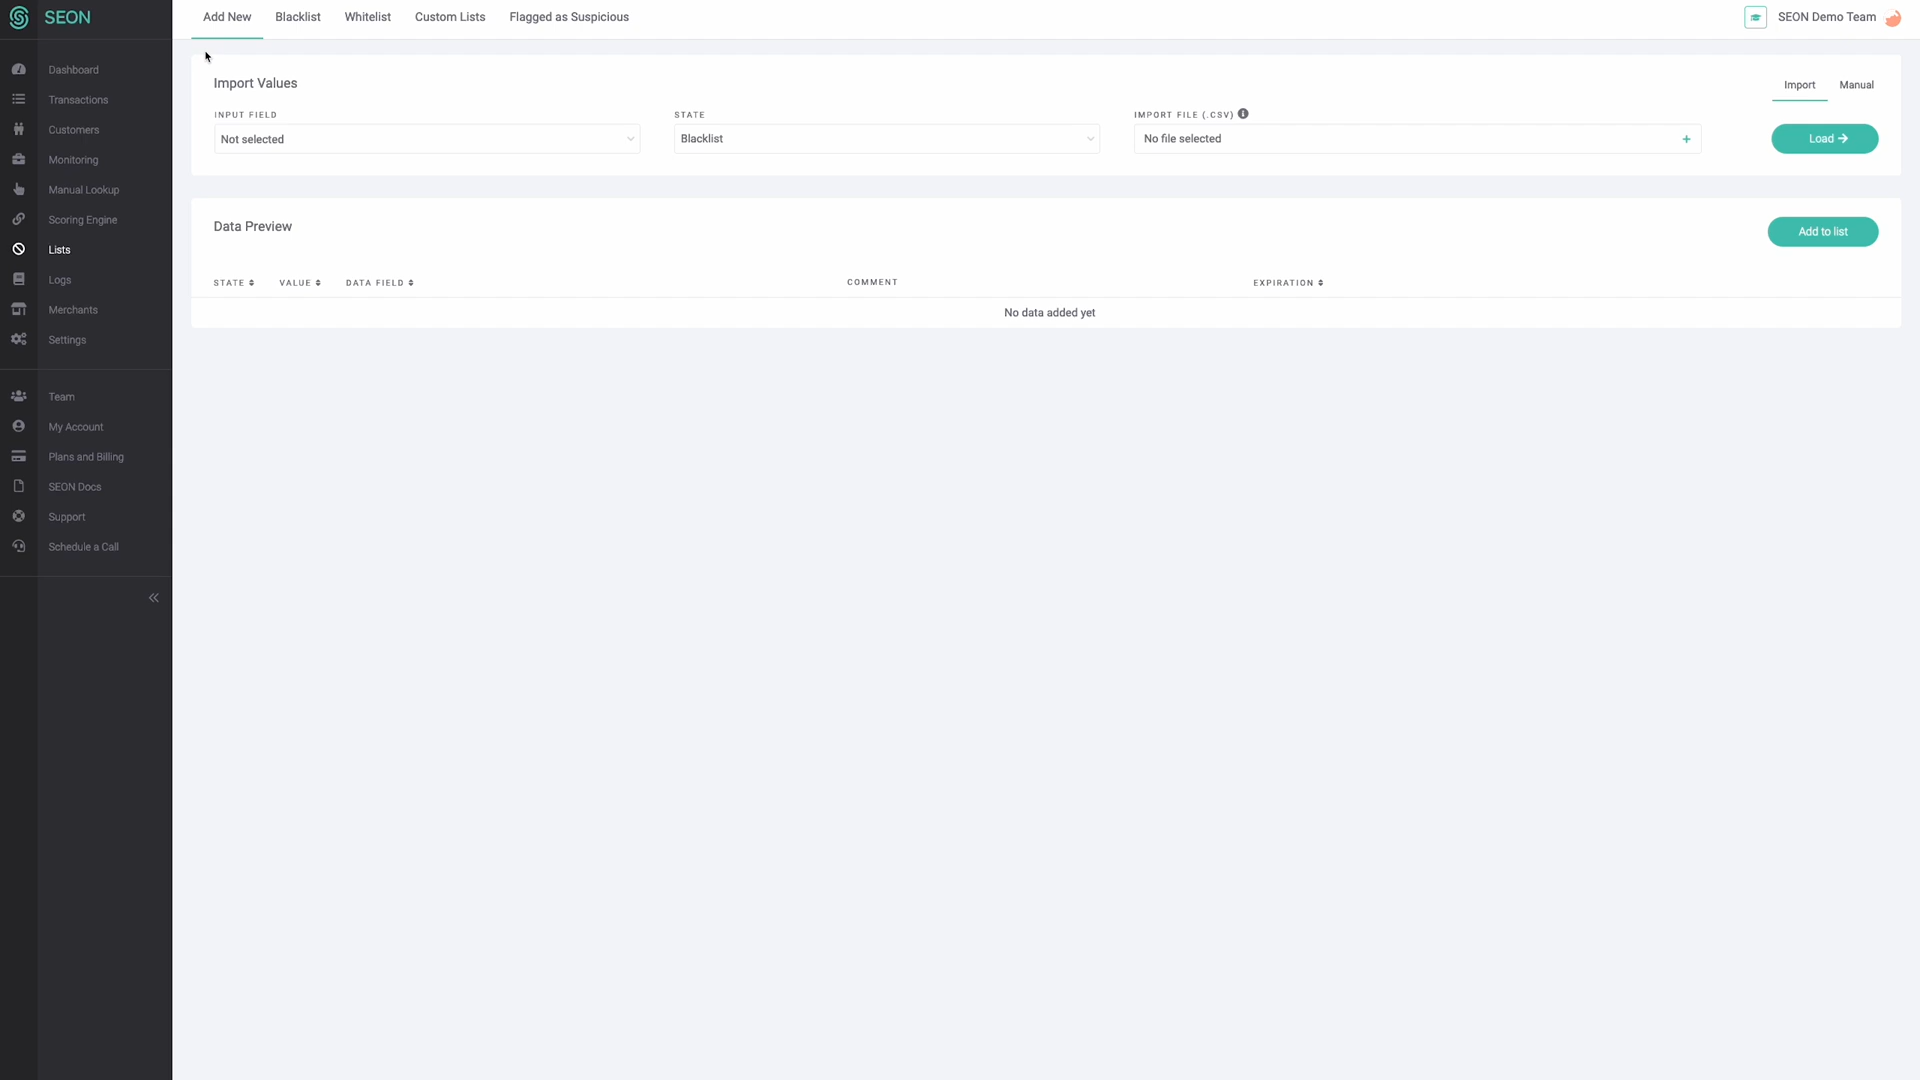 SEON
Add New
Blacklist
Whitelist
Custom Lists
Flagged as Suspicious
SEON Demo Team
Dashboard
Transactions
Customers
Monitoring
Manual Lookup
Scoring Engine
Lists
Logs
Merchants
Settings
Team
My Account
Plans and Billing
SEON Docs
Support
Schedule a Call
Import Values
Import
Manual
INPUT FIELD
STATE
IMPORT FILE (.CSV)
Not selected
Blacklist
No file selected
Load
Data Preview
Add to list
STATE
VALUE
DATA FIELD
COMMENT
EXPIRATION
No data added yet